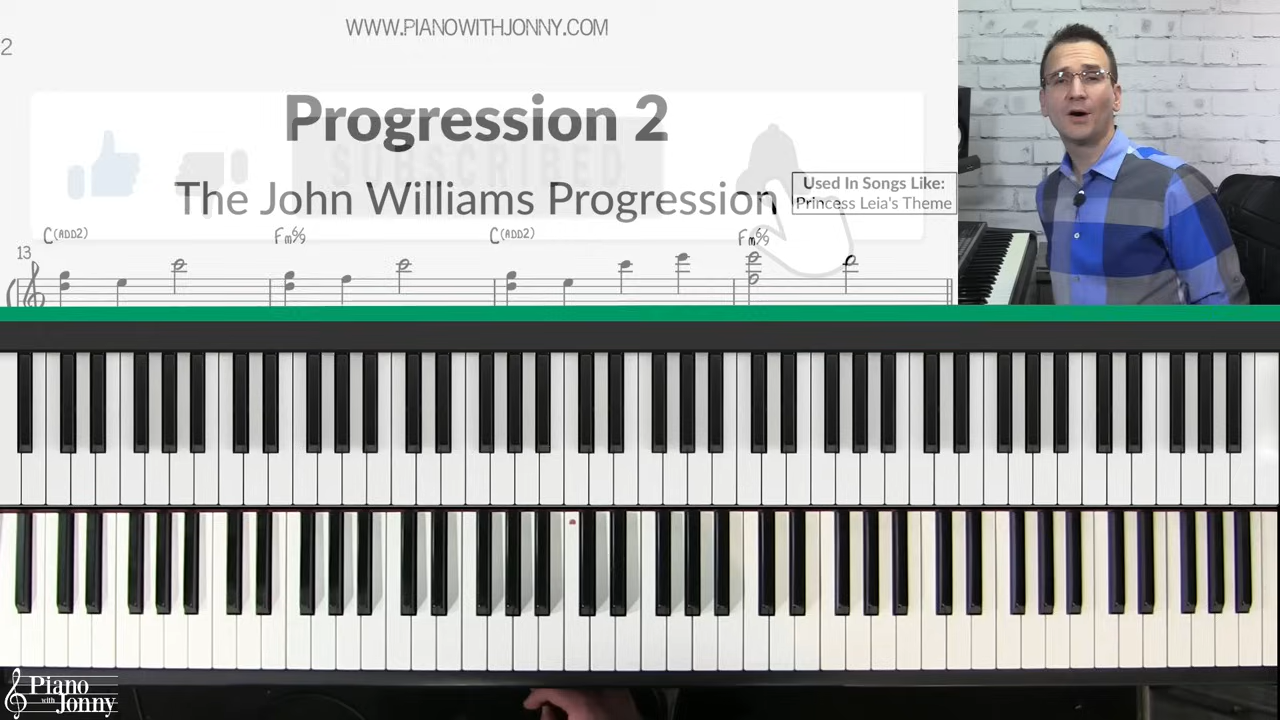 WWW.PIANOWITHJONNY.COM
2
Progression 2
SUBSCRIBED
The John Williams Progression
Used In Songs Like:
Princess Leia's Theme
C(ADD2) Fm6/9 C(ADD2) Fm6/9
13
Piano
with
Jonny